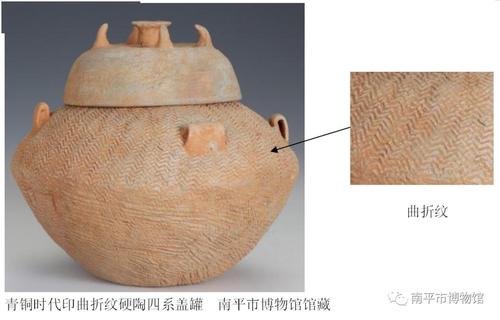 曲折纹
青铜时代印曲折纹硬陶四系盖罐 南平市博物馆馆藏
南平市博物馆